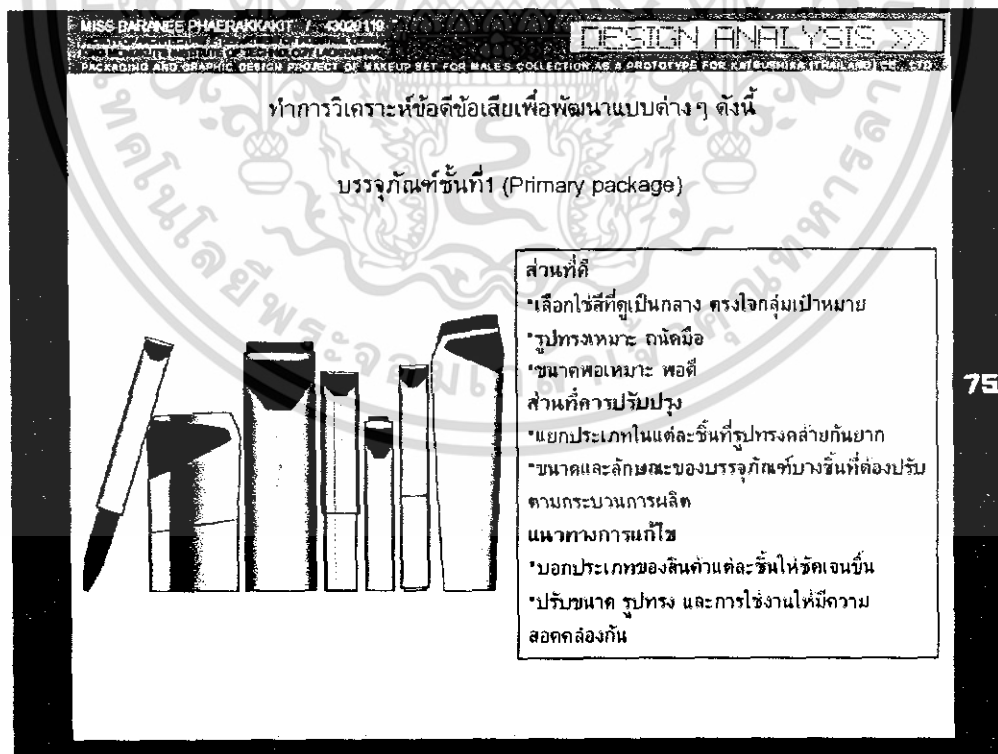 MISS BARANEE PHAERAKKAKIT / 43020119
DESIGN ANALYSIS >>>
KING MONGKUT'S INSTITUTE OF TECHNOLOGY LADKRABANG
PACKAGING AND GRAPHIC DESIGN PROJECT OF MAKEUP SET FOR MALE'S COLLECTION AS A PROTOTYPE FOR KATSUSHIKA (THAILAND) CO., LTD.
ทำการวิเคราะห์ข้อดีข้อเสียเพื่อพัฒนาแบบต่าง ๆ ดังนี้
บรรจุภัณฑ์ชั้นที่1 (Primary package)
ส่วนที่ดี
*เลือกใช้สีที่ดูเป็นกลาง ตรงใจกลุ่มเป้าหมาย
*รูปทรงเหมาะ ถนัดมือ
*ขนาดพอเหมาะ พอดี
ส่วนที่ควรปรับปรุง
*แยกประเภทในแต่ละชิ้นที่รูปทรงคล้ายกันยาก
*ขนาดและลักษณะของบรรจุภัณฑ์บางชิ้นที่ต้องปรับ
ตามกระบวนการผลิต
แนวทางการแก้ไข
*บอกประเภทของสินค้าแต่ละชิ้นให้ชัดเจนขึ้น
*ปรับขนาด รูปทรง และการใช้งานให้มีความ
สอดคล้องกัน
75